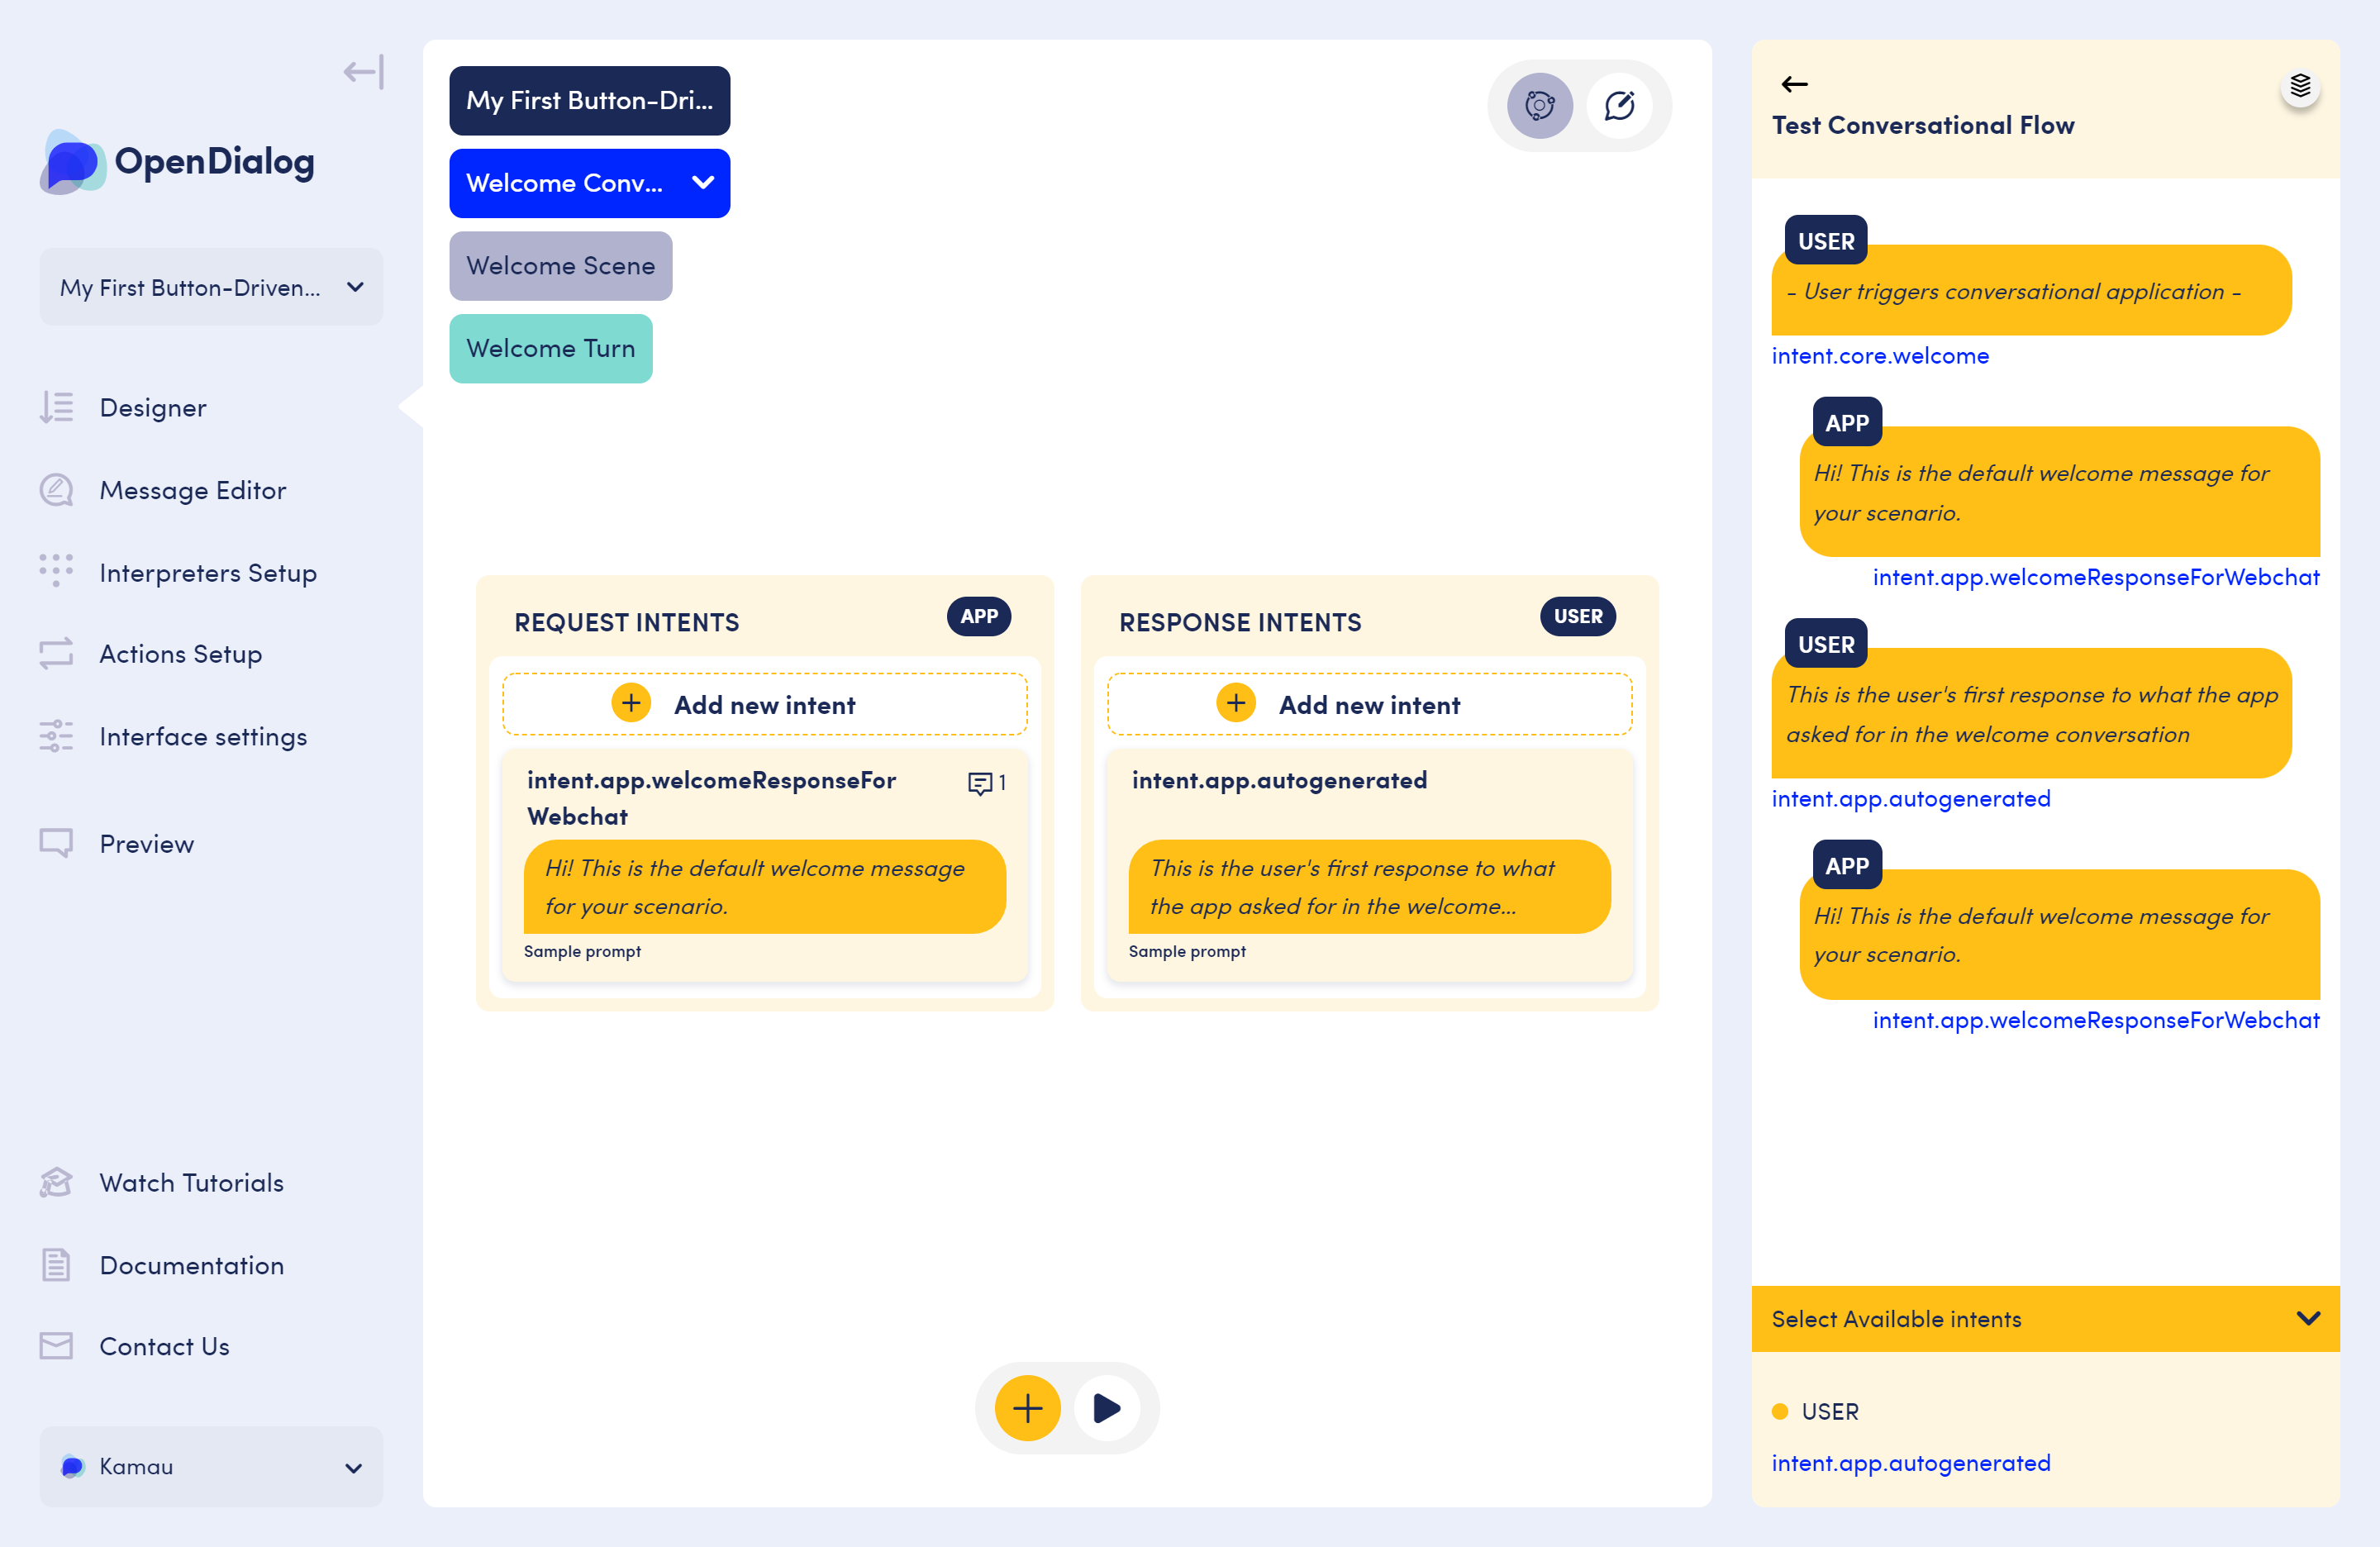 OpenDialog
My First Button-Driven...
Designer
Message Editor
Interpreters Setup
Actions Setup
Interface settings
Preview
Watch Tutorials
Documentation
Contact Us
Kamau
My First Button-Dri...
Welcome Conv...
Welcome Scene
Welcome Turn
REQUEST INTENTS
APP
Add new intent
intent.app.welcomeResponseFor
Webchat
1
Hi! This is the default welcome message
for your scenario.
Sample prompt
RESPONSE INTENTS
USER
Add new intent
intent.app.autogenerated
This is the user's first response to what
the app asked for in the welcome...
Sample prompt
Test Conversational Flow
USER
- User triggers conversational application -
intent.core.welcome
APP
Hi! This is the default welcome message for
your scenario.
intent.app.welcomeResponseForWebchat
USER
This is the user's first response to what the app
asked for in the welcome conversation
intent.app.autogenerated
APP
Hi! This is the default welcome message for
your scenario.
intent.app.welcomeResponseForWebchat
Select Available intents
USER
intent.app.autogenerated